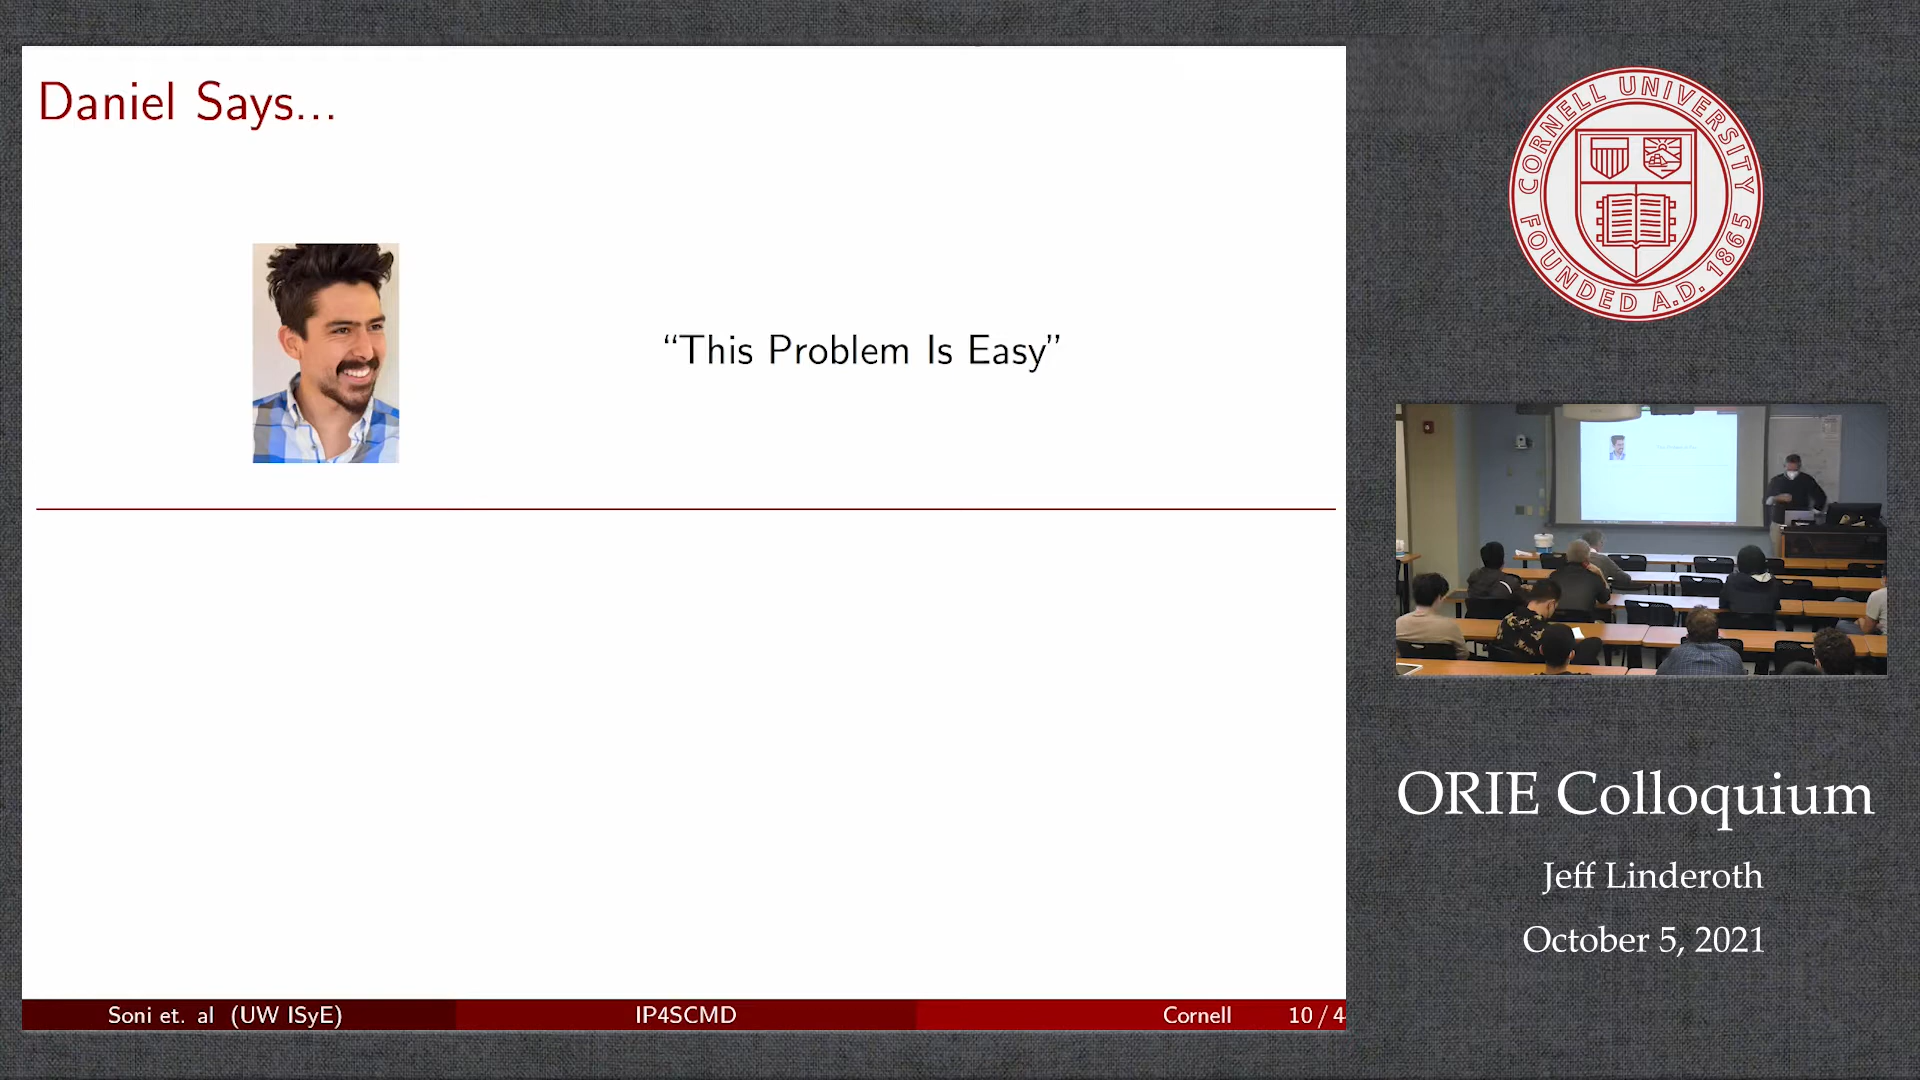 Daniel Says...
“This Problem Is Easy”
Soni et. al (UW ISyE)
IP4SCMD
Cornell
10 / 4
CORNELL UNIVERSITY
FOUNDED A.D. 1865
ORIE Colloquium
Jeff Linderoth
October 5, 2021